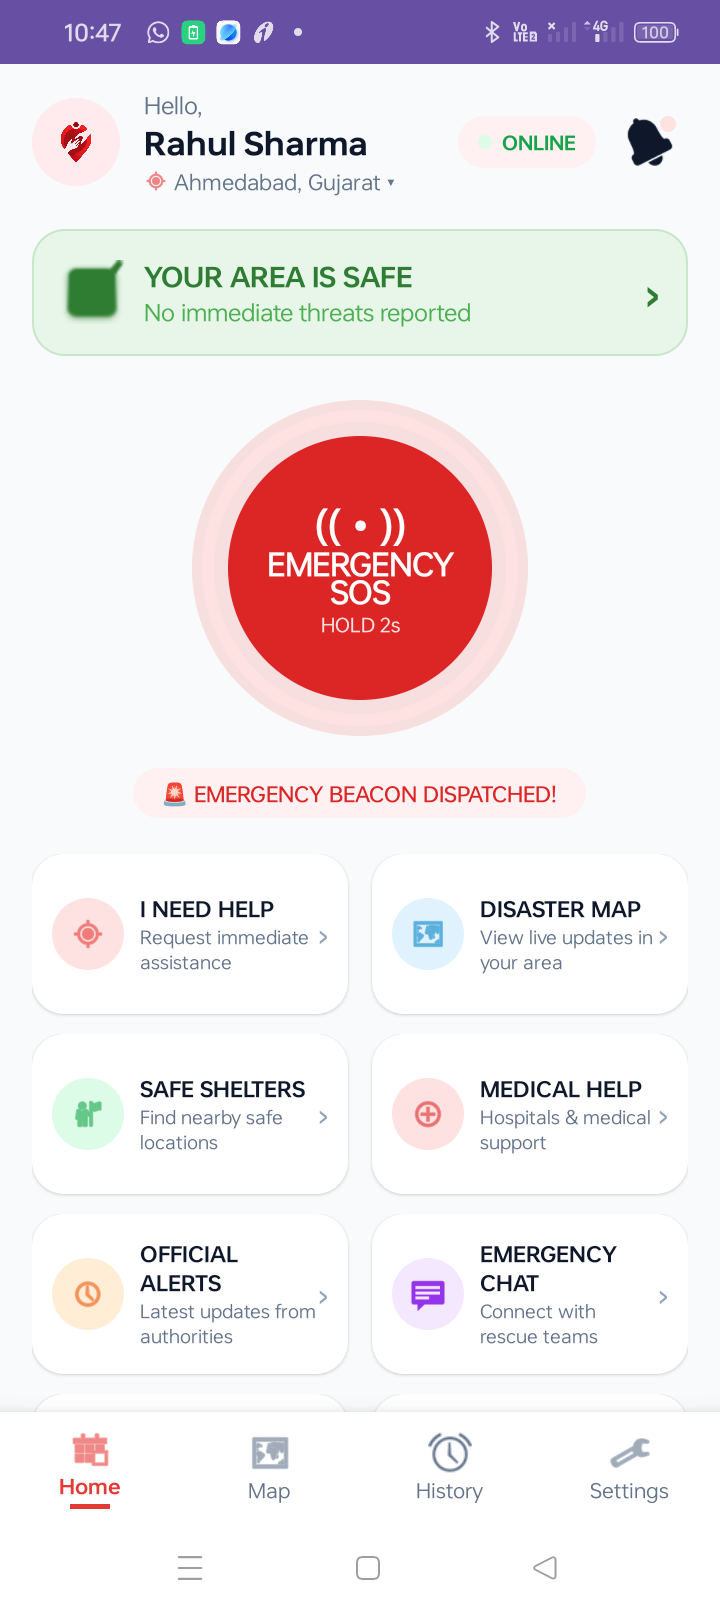 10:47
Vo
LTE2
4G
100
Hello,
Rahul Sharma
Ahmedabad, Gujarat ▾
ONLINE
YOUR AREA IS SAFE
No immediate threats reported
((•))
EMERGENCY
SOS
HOLD 2s
🚨 EMERGENCY BEACON DISPATCHED!
I NEED HELP
Request immediate
assistance
DISASTER MAP
View live updates in
your area
SAFE SHELTERS
Find nearby safe
locations
MEDICAL HELP
Hospitals & medical
support
OFFICIAL
ALERTS
Latest updates from
authorities
EMERGENCY
CHAT
Connect with
rescue teams
Home
Map
History
Settings